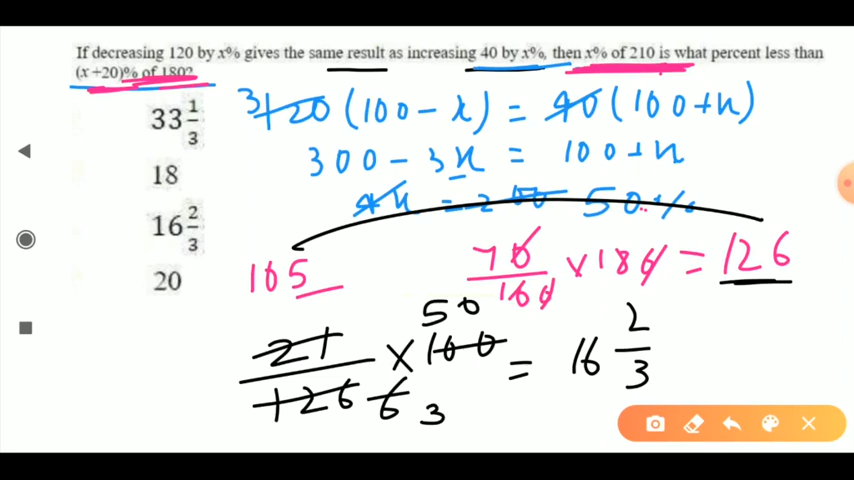 If decreasing 120 by x% gives the same result as increasing 40 by x%, then x% of 210 is what percent less than
(x +20)% of 180?
33 1/3
18
16 2/3
20
3 120 (100 - x) = 40 (100 + x)
300 - 3x = 100 + x
4x = 200 50%
105 70/100 × 180 = 126
50
21/126 6 × 100 = 16 2/3
3